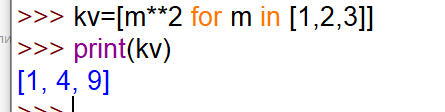 >>> kv=[m**2 for m in [1,2,3]]
>>> print(kv)
[1, 4, 9]
>>>